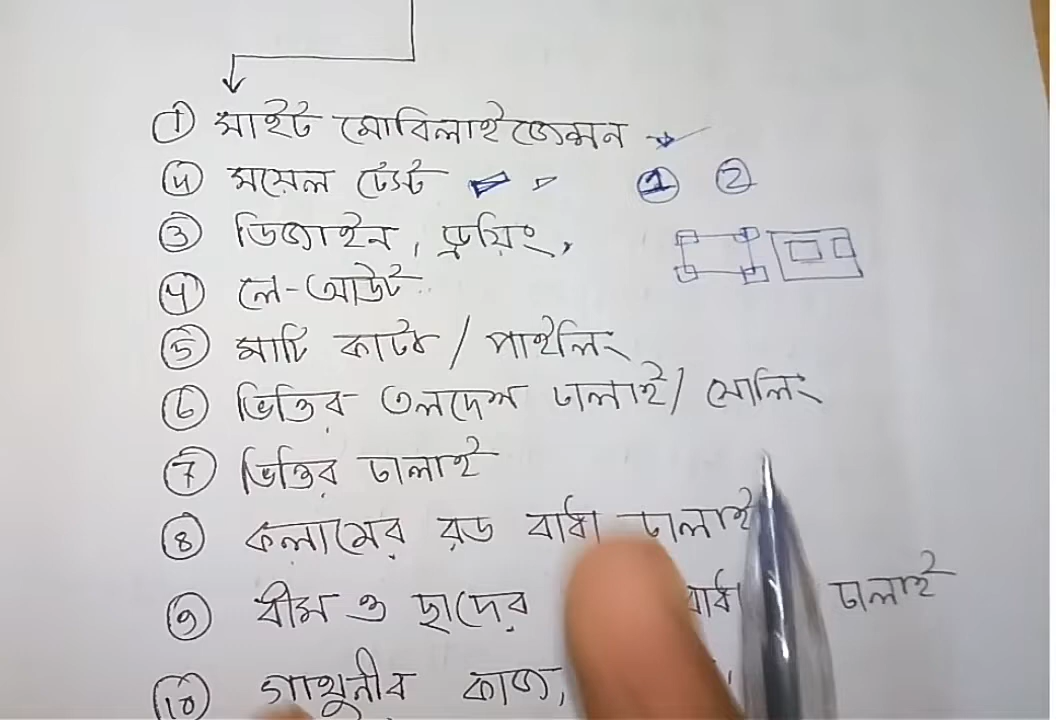 ① সাইট মোবিলাইজেসন
② সয়েল টেস্ট ① ②
③ ডিজাইন, ড্রয়িং,
④ লে-আউট
⑤ মাটি কাটা / পাইলিং
⑥ ভিত্তির তলদেশ ঢালাই / সোলিং
⑦ ভিত্তির ঢালাই
⑧ কলামের রড বাধা ঢালাই
⑨ বীম ও ছাদের বাধা ঢালাই
⑩ গাথুনীর কাজ,